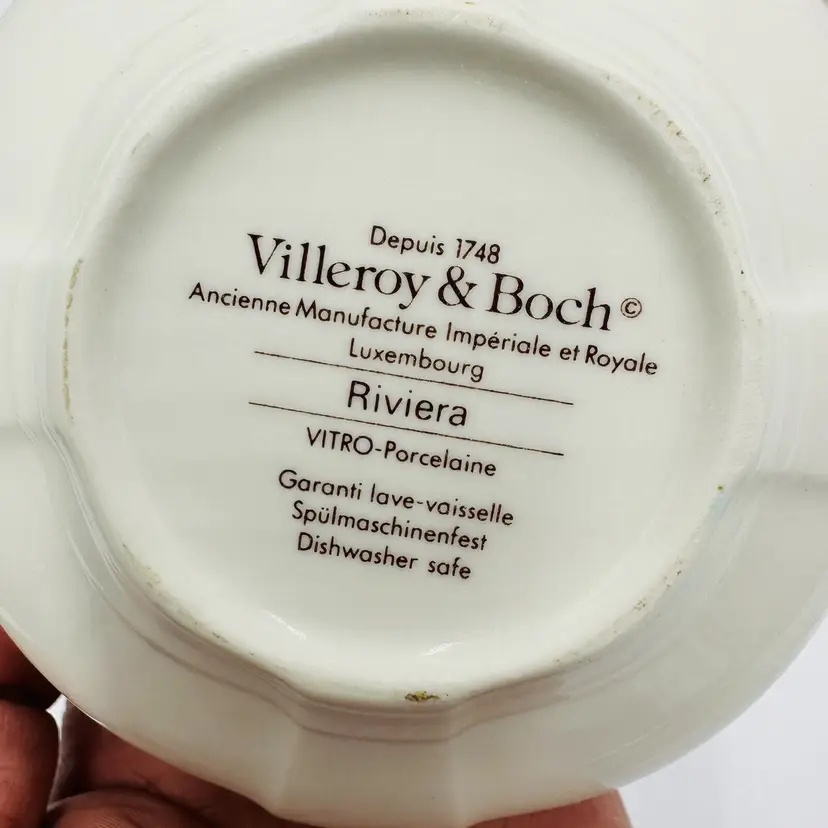 Depuis 1748
Villeroy & Boch©
Ancienne Manufacture Impériale et Royale
Luxembourg
Riviera
VITRO-Porcelaine
Garanti lave-vaisselle
Spülmaschinenfest
Dishwasher safe